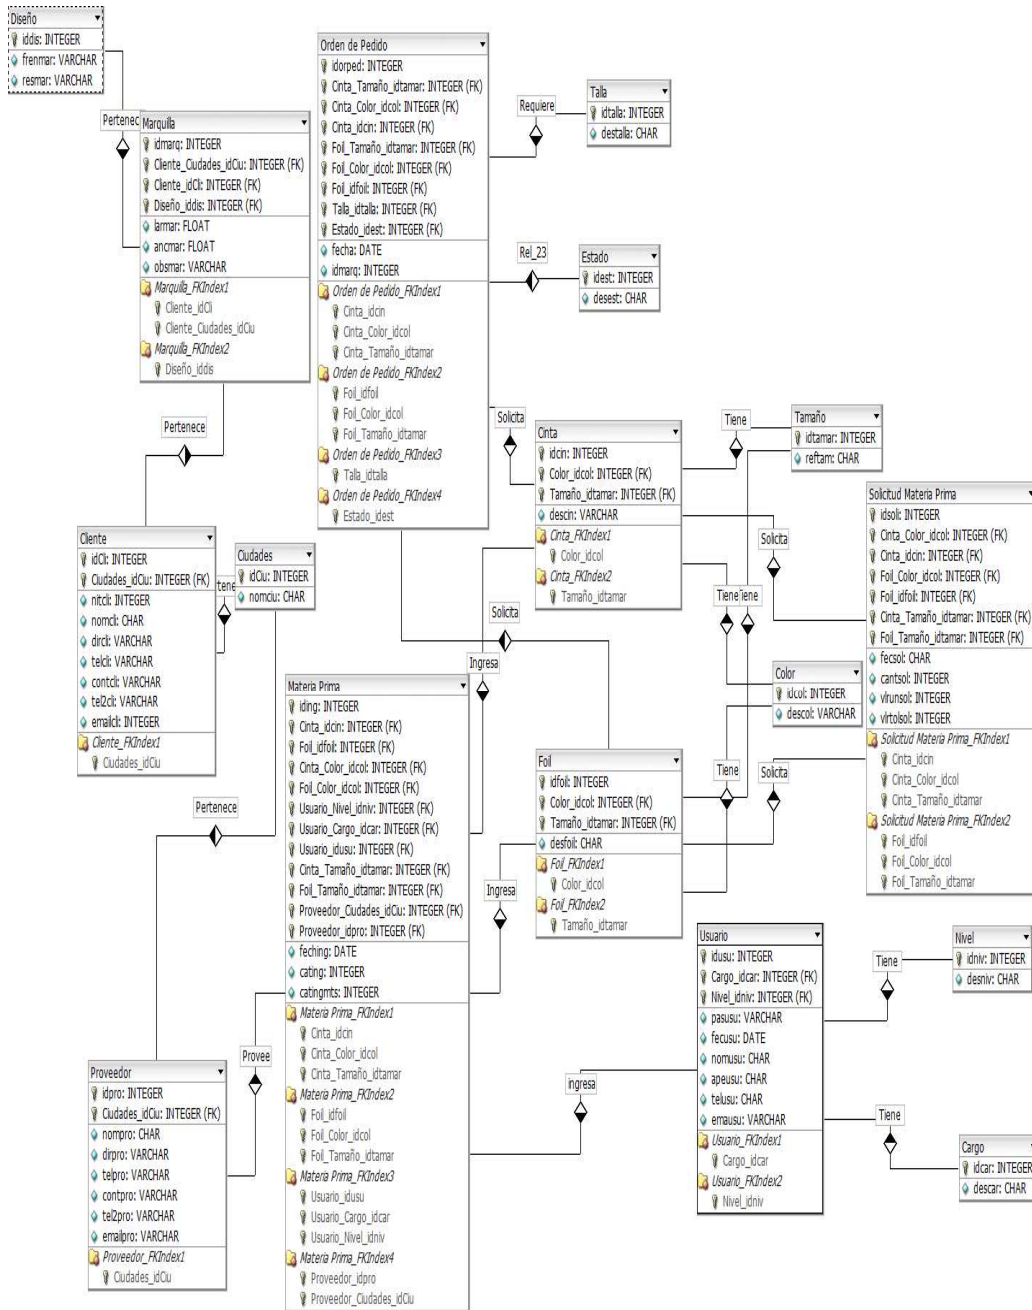 Diseño
iddis: INTEGER
frenmar: VARCHAR
resmar: VARCHAR
Pertenec
Marquilla
idmarq: INTEGER
Cliente_Ciudades_idCiu: INTEGER (FK)
Cliente_idCli: INTEGER (FK)
Diseño_iddis: INTEGER (FK)
larmar: FLOAT
ancmar: FLOAT
obsmar: VARCHAR
Marquilla_FKIndex1
Cliente_idCli
Cliente_Ciudades_idCiu
Marquilla_FKIndex2
Diseño_iddis
Orden de Pedido
idorped: INTEGER
Cinta_Tamaño_idtamar: INTEGER (FK)
Cinta_Color_idcol: INTEGER (FK)
Cinta_idcin: INTEGER (FK)
Foil_Tamaño_idtamar: INTEGER (FK)
Foil_Color_idcol: INTEGER (FK)
Foil_idfoil: INTEGER (FK)
Talla_idtalla: INTEGER (FK)
Estado_idest: INTEGER (FK)
fecha: DATE
idmarq: INTEGER
Orden de Pedido_FKIndex1
Cinta_idcin
Cinta_Color_idcol
Cinta_Tamaño_idtamar
Orden de Pedido_FKIndex2
Foil_idfoil
Foil_Color_idcol
Foil_Tamaño_idtamar
Orden de Pedido_FKIndex3
Talla_idtalla
Orden de Pedido_FKIndex4
Estado_idest
Requiere
Talla
idtalla: INTEGER
destalla: CHAR
Rel_23
Estado
idest: INTEGER
desest: CHAR
Pertenece
Solicita
Cinta
idcin: INTEGER
Color_idcol: INTEGER (FK)
Tamaño_idtamar: INTEGER (FK)
descin: VARCHAR
Cinta_FKIndex1
Color_idcol
Cinta_FKIndex2
Tamaño_idtamar
Tiene
Tamaño
idtamar: INTEGER
reftam: CHAR
Solicitud Materia Prima
idsoli: INTEGER
Cinta_Color_idcol: INTEGER (FK)
Cinta_idcin: INTEGER (FK)
Foil_Color_idcol: INTEGER (FK)
Foil_idfoil: INTEGER (FK)
Cinta_Tamaño_idtamar: INTEGER (FK)
Foil_Tamaño_idtamar: INTEGER (FK)
fecsol: CHAR
cantsol: INTEGER
vlrunsol: INTEGER
vlrtolsol: INTEGER
Solicitud Materia Prima_FKIndex1
Cinta_idcin
Cinta_Color_idcol
Cinta_Tamaño_idtamar
Solicitud Materia Prima_FKIndex2
Foil_idfoil
Foil_Color_idcol
Foil_Tamaño_idtamar
Solicita
Tiene
Tiene
Cliente
idCli: INTEGER
Ciudades_idCiu: INTEGER (FK)
nitcli: INTEGER
nomcli: CHAR
dircli: VARCHAR
telcli: VARCHAR
contcli: VARCHAR
tel2cli: VARCHAR
emailcli: INTEGER
Cliente_FKIndex1
Ciudades_idCiu
tene
Ciudades
idCiu: INTEGER
nomciu: CHAR
Solicita
Ingresa
Color
idcol: INTEGER
descol: VARCHAR
Materia Prima
iding: INTEGER
Cinta_idcin: INTEGER (FK)
Foil_idfoil: INTEGER (FK)
Cinta_Color_idcol: INTEGER (FK)
Foil_Color_idcol: INTEGER (FK)
Usuario_Nivel_idniv: INTEGER (FK)
Usuario_Cargo_idcar: INTEGER (FK)
Usuario_idusu: INTEGER (FK)
Cinta_Tamaño_idtamar: INTEGER (FK)
Foil_Tamaño_idtamar: INTEGER (FK)
Proveedor_Ciudades_idCiu: INTEGER (FK)
Proveedor_idpro: INTEGER (FK)
feching: DATE
cating: INTEGER
catingmts: INTEGER
Materia Prima_FKIndex1
Cinta_idcin
Cinta_Color_idcol
Cinta_Tamaño_idtamar
Materia Prima_FKIndex2
Foil_idfoil
Foil_Color_idcol
Foil_Tamaño_idtamar
Materia Prima_FKIndex3
Usuario_idusu
Usuario_Cargo_idcar
Usuario_Nivel_idniv
Materia Prima_FKIndex4
Proveedor_idpro
Proveedor_Ciudades_idCiu
Foil
idfoil: INTEGER
Color_idcol: INTEGER (FK)
Tamaño_idtamar: INTEGER (FK)
desfoil: CHAR
Foil_FKIndex1
Color_idcol
Foil_FKIndex2
Tamaño_idtamar
Tiene
Solicita
Pertenece
Ingresa
Usuario
idusu: INTEGER
Cargo_idcar: INTEGER (FK)
Nivel_idniv: INTEGER (FK)
pasusu: VARCHAR
fecusu: DATE
nomusu: CHAR
apeusu: CHAR
telusu: CHAR
emausu: VARCHAR
Usuario_FKIndex1
Cargo_idcar
Usuario_FKIndex2
Nivel_idniv
Tiene
Nivel
idniv: INTEGER
desniv: CHAR
Provee
ingresa
Tiene
Cargo
idcar: INTEGER
descar: CHAR
Proveedor
idpro: INTEGER
Ciudades_idCiu: INTEGER (FK)
nompro: CHAR
dirpro: VARCHAR
telpro: VARCHAR
contpro: VARCHAR
tel2pro: VARCHAR
emailpro: VARCHAR
Proveedor_FKIndex1
Ciudades_idCiu